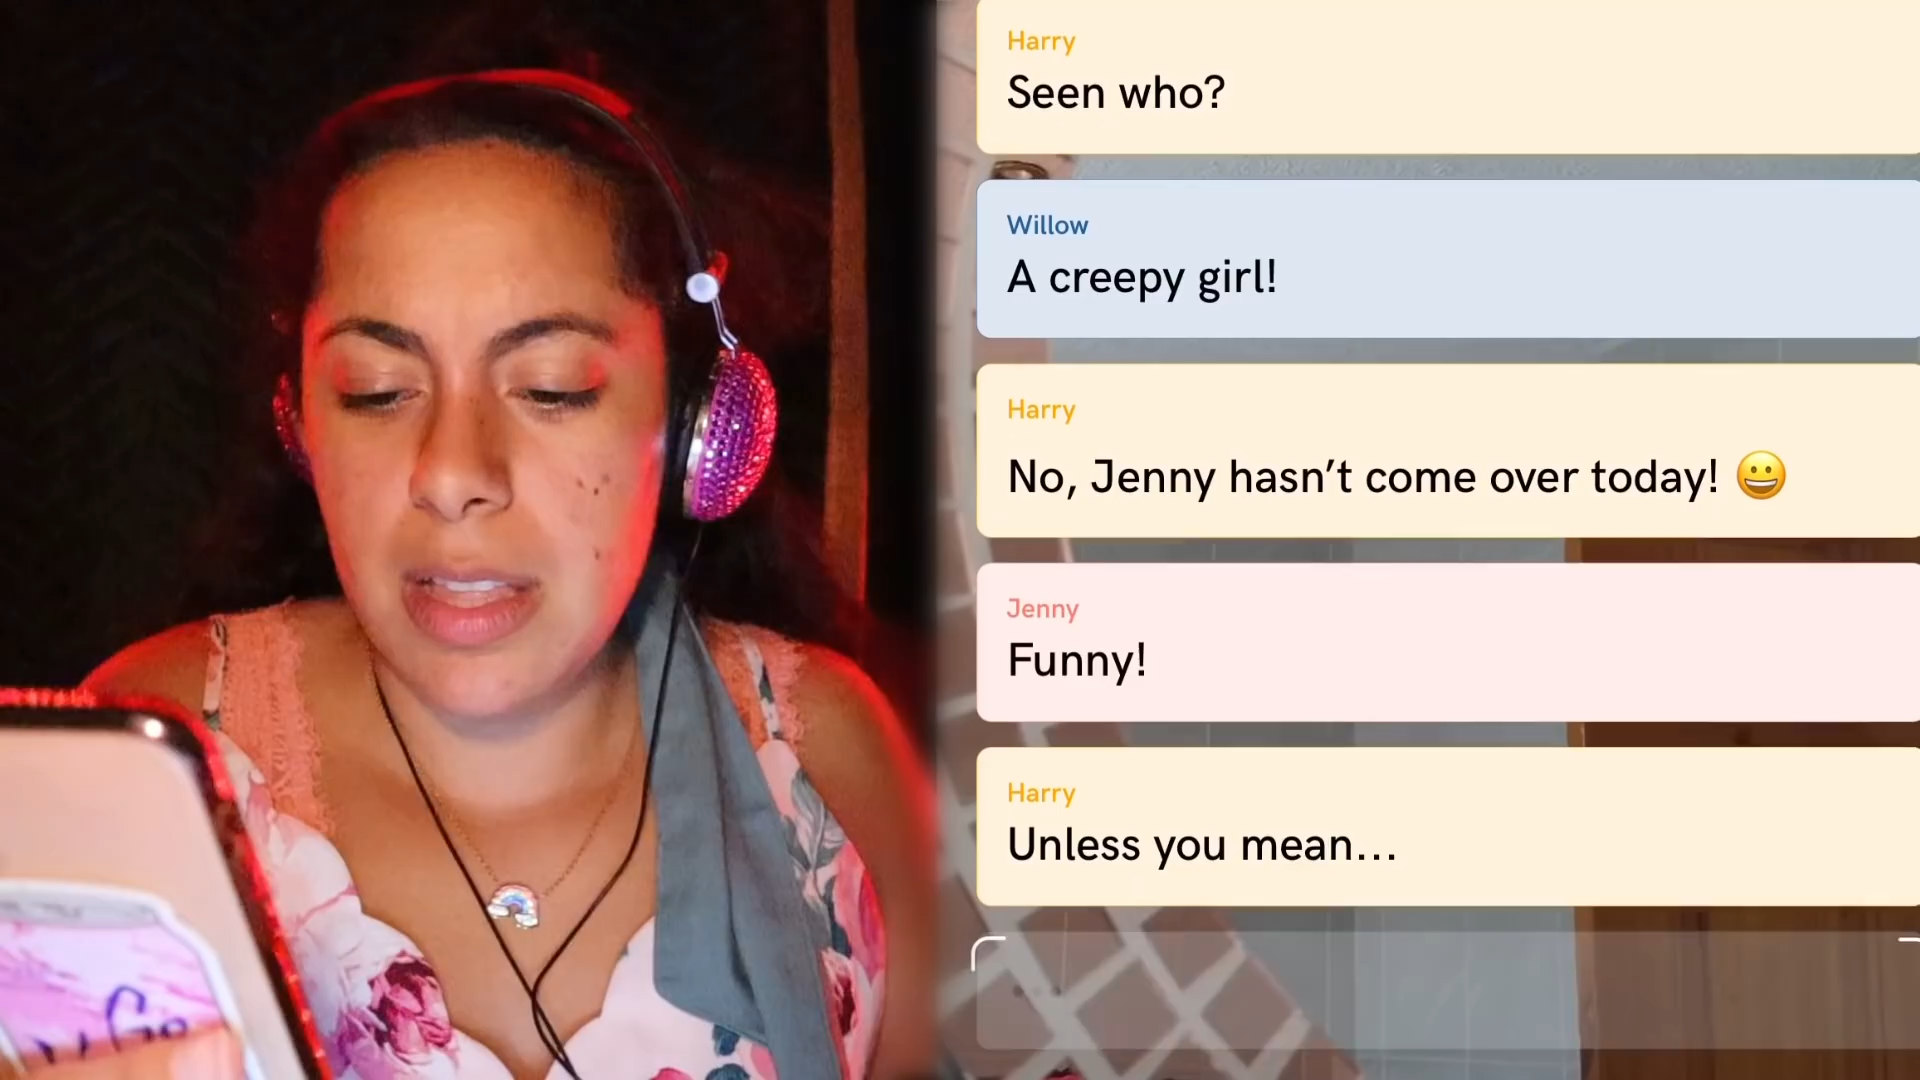 Harry
Seen who?
Willow
A creepy girl!
Harry
No, Jenny hasn’t come over today! 😀
Jenny
Funny!
Harry
Unless you mean...